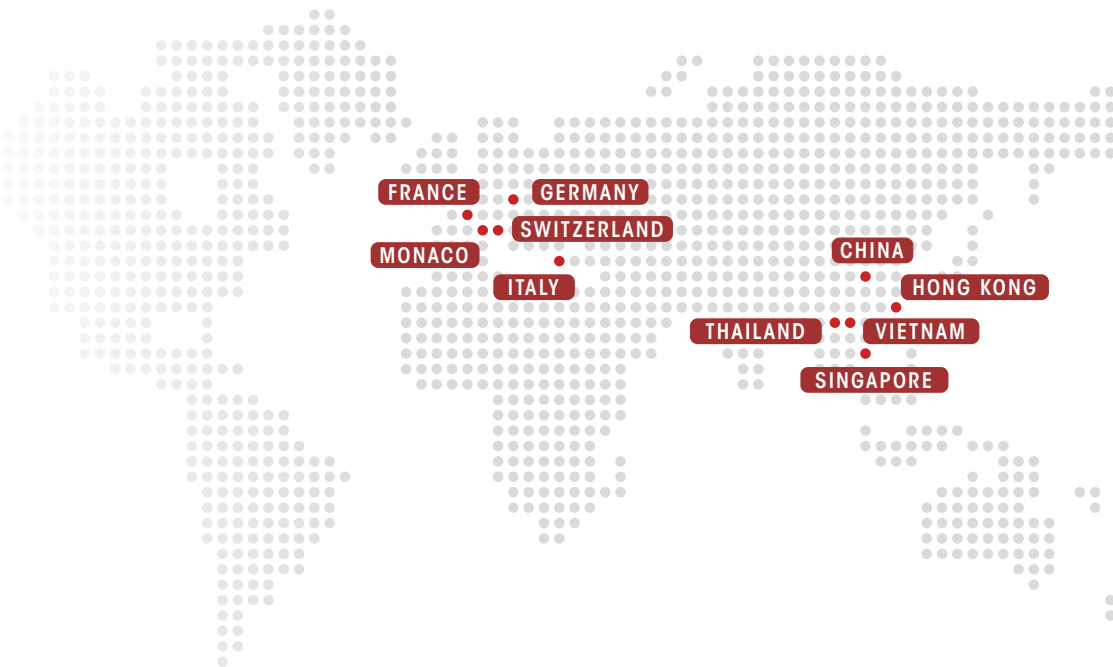 FRANCE
GERMANY
SWITZERLAND
MONACO
ITALY
CHINA
HONG KONG
THAILAND
VIETNAM
SINGAPORE